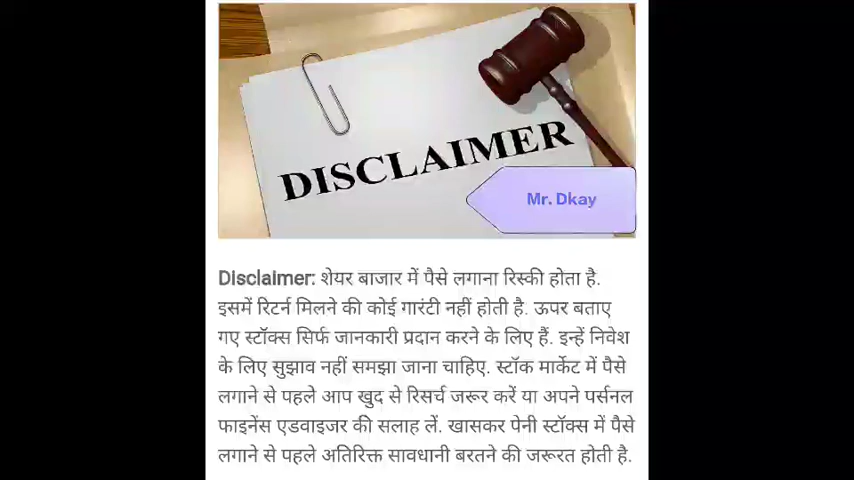 DISCLAIMER
Mr. Dkay
Disclaimer: शेयर बाजार में पैसे लगाना रिस्की होता है.
इसमें रिटर्न मिलने की कोई गारंटी नहीं होती है. ऊपर बताए
गए स्टॉक्स सिर्फ जानकारी प्रदान करने के लिए हैं. इन्हें निवेश
के लिए सुझाव नहीं समझा जाना चाहिए. स्टॉक मार्केट में पैसे
लगाने से पहले आप खुद से रिसर्च जरूर करें या अपने पर्सनल
फाइनेंस एडवाइजर की सलाह लें. खासकर पेनी स्टॉक्स में पैसे
लगाने से पहले अतिरिक्त सावधानी बरतने की जरूरत होती है.